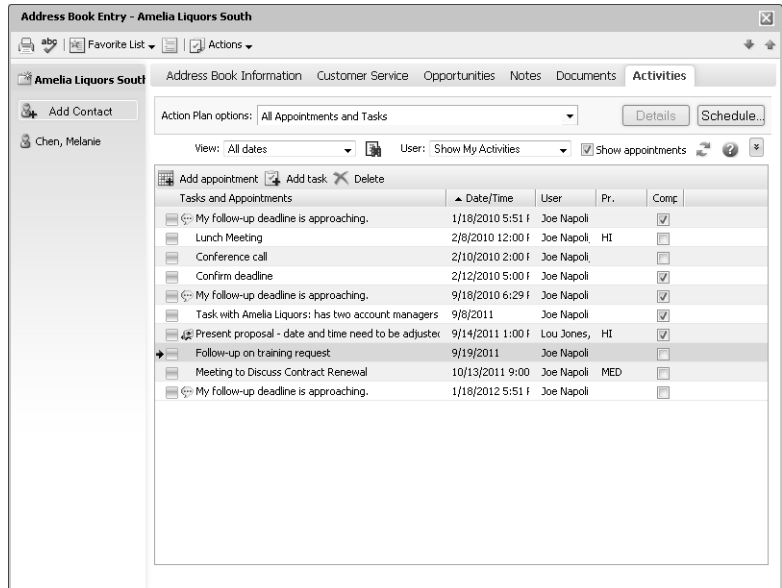 Address Book Entry - Amelia Liquors South
abc Favorite List Actions
Amelia Liquors South
Add Contact
Chen, Melanie
Address Book Information Customer Service Opportunities Notes Documents Activities
Action Plan options: All Appointments and Tasks Details Schedule...
View: All dates User: Show My Activities Show appointments
Add appointment Add task Delete
Tasks and Appointments Date/Time User Pr. Comp
My follow-up deadline is approaching. 1/18/2010 5:51 P Joe Napoli
Lunch Meeting 2/8/2010 12:00 P Joe Napoli, HI
Conference call 2/10/2010 2:00 P Joe Napoli,
Confirm deadline 2/12/2010 5:00 P Joe Napoli
My follow-up deadline is approaching. 9/18/2010 6:29 P Joe Napoli
Task with Amelia Liquors: has two account managers 9/8/2011 Joe Napoli
Present proposal - date and time need to be adjusted 9/14/2011 1:00 P Lou Jones, HI
Follow-up on training request 9/19/2011 Joe Napoli
Meeting to Discuss Contract Renewal 10/13/2011 9:00 Joe Napoli MED
My follow-up deadline is approaching. 1/18/2012 5:51 P Joe Napoli